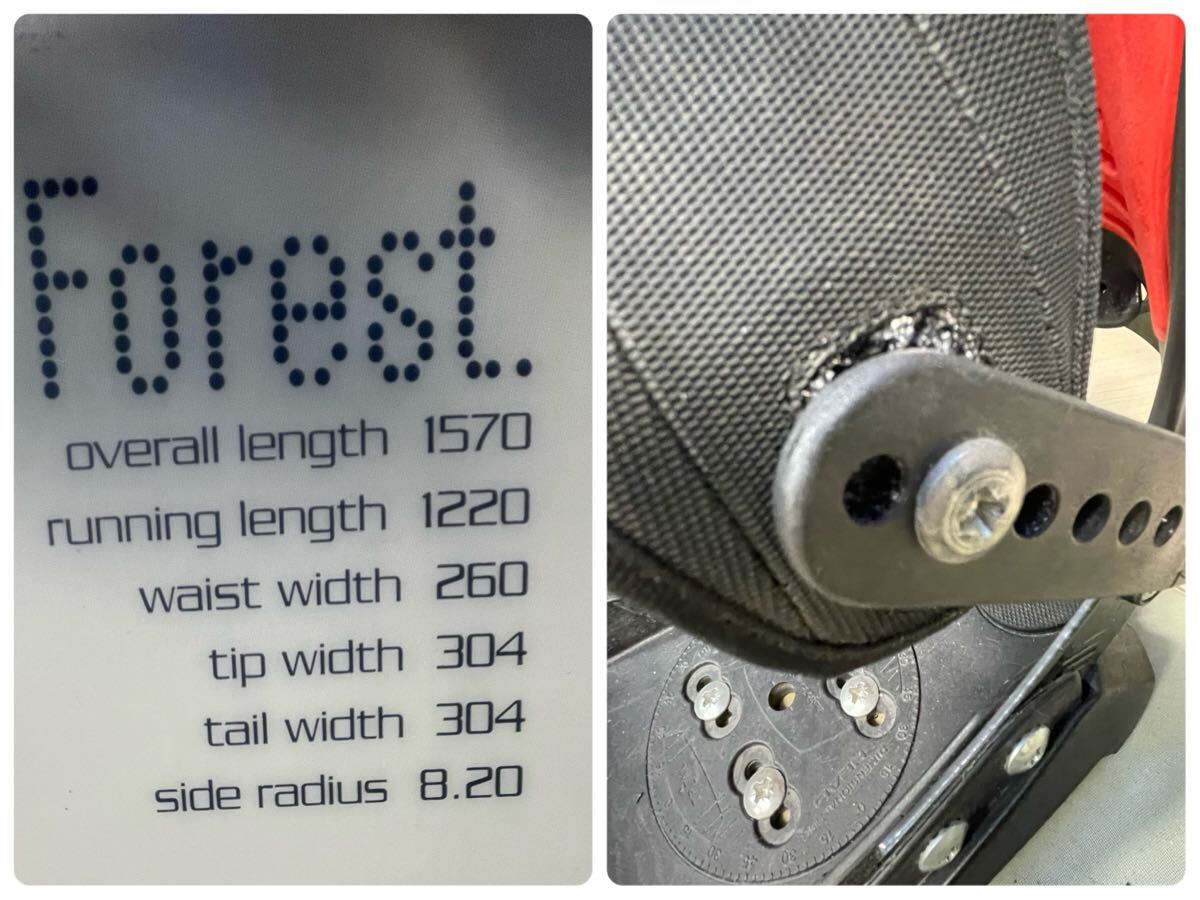 Forest.
overall length 1570
running length 1220
waist width 260
tip width 304
tail width 304
side radius 8.20